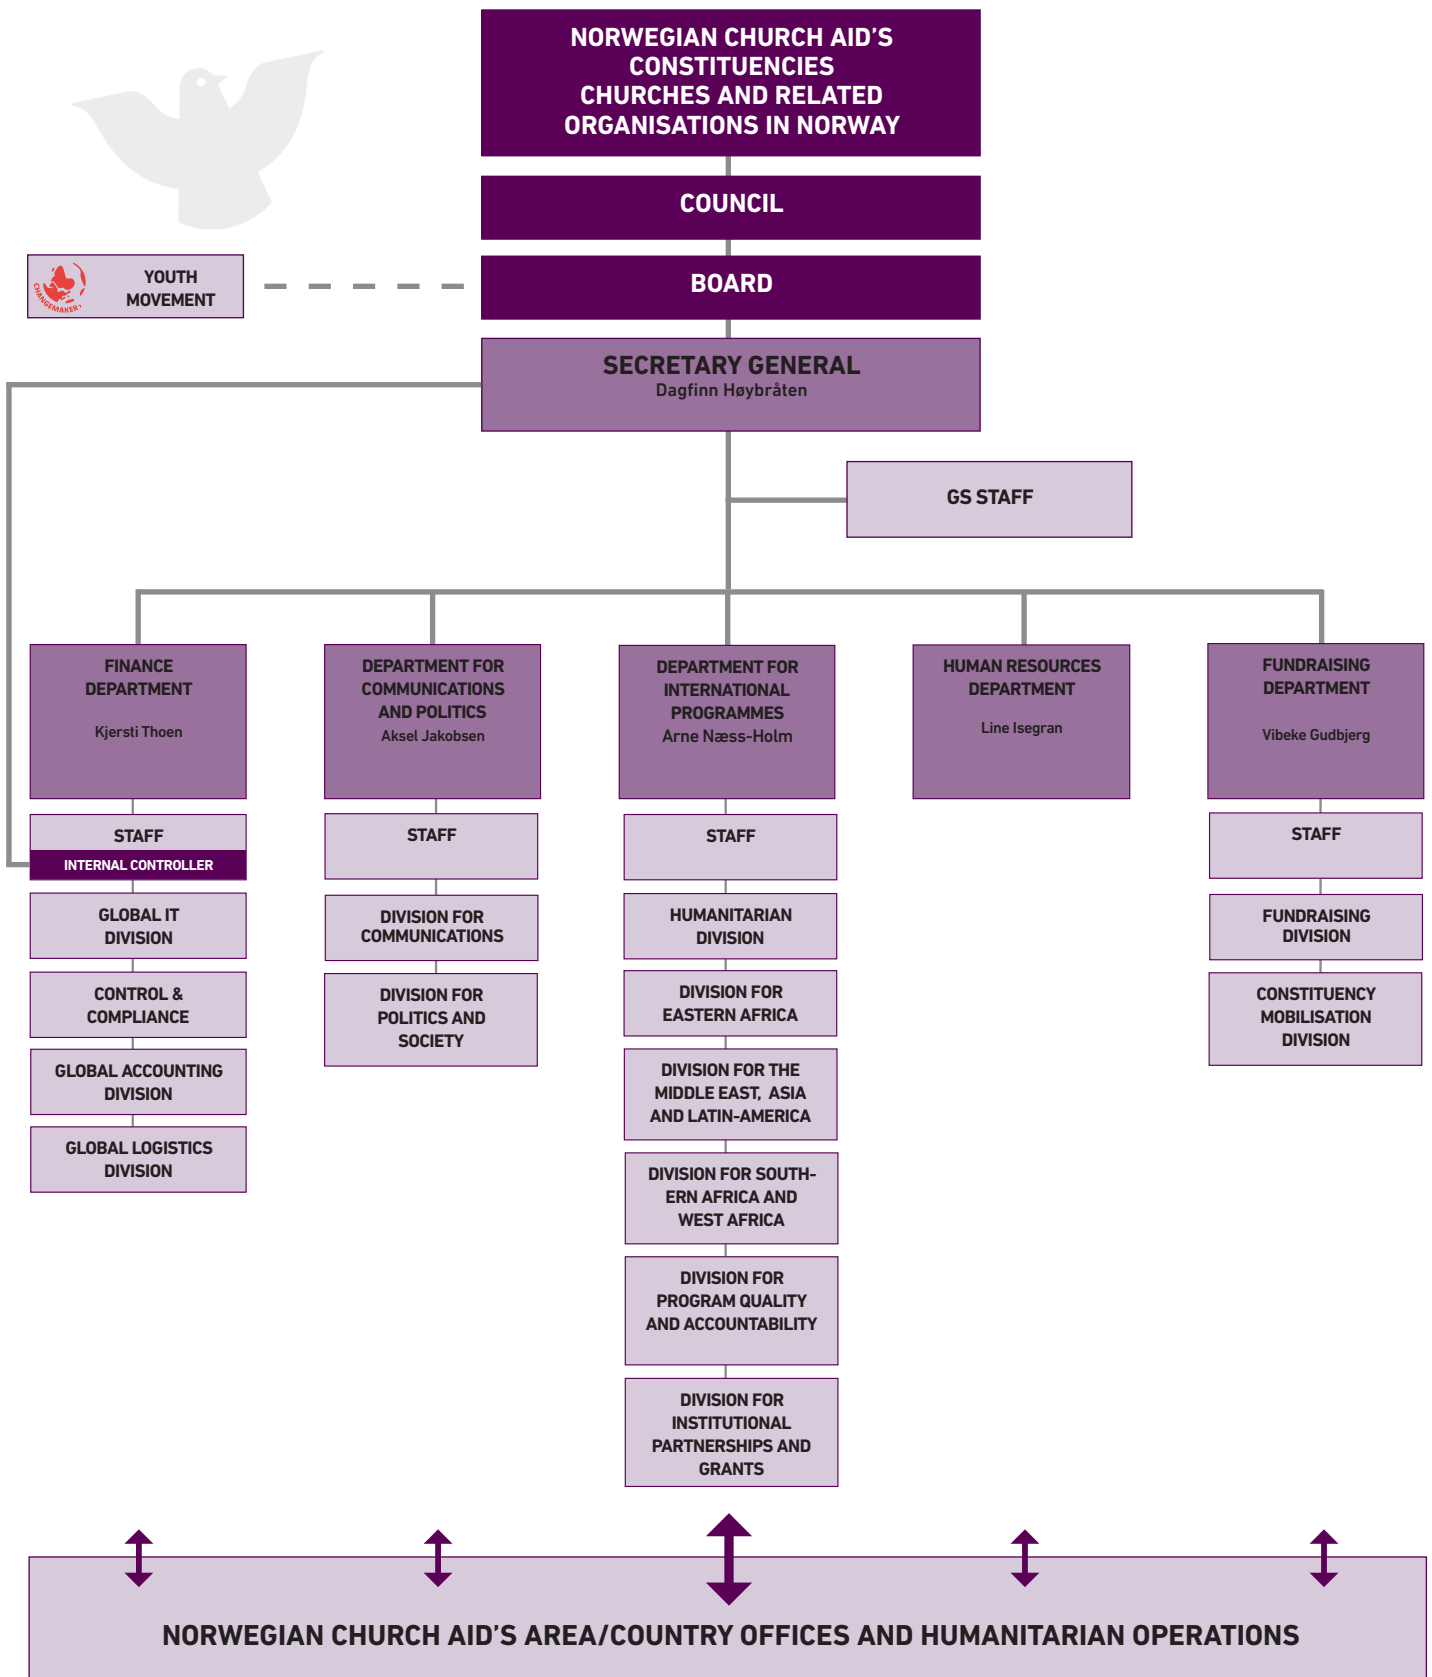 NORWEGIAN CHURCH AID'S
CONSTITUENCIES
CHURCHES AND RELATED
ORGANISATIONS IN NORWAY
COUNCIL
BOARD
CHANGEMAKER
YOUTH
MOVEMENT
SECRETARY GENERAL
Dagfinn Høybråten
GS STAFF
FINANCE
DEPARTMENT
Kjersti Thoen
STAFF
INTERNAL CONTROLLER
GLOBAL IT
DIVISION
CONTROL &
COMPLIANCE
GLOBAL ACCOUNTING
DIVISION
GLOBAL LOGISTICS
DIVISION
DEPARTMENT FOR
COMMUNICATIONS
AND POLITICS
Aksel Jakobsen
STAFF
DIVISION FOR
COMMUNICATIONS
DIVISION FOR
POLITICS AND
SOCIETY
DEPARTMENT FOR
INTERNATIONAL
PROGRAMMES
Arne Næss-Holm
STAFF
HUMANITARIAN
DIVISION
DIVISION FOR
EASTERN AFRICA
DIVISION FOR THE
MIDDLE EAST, ASIA
AND LATIN-AMERICA
DIVISION FOR SOUTH-
ERN AFRICA AND
WEST AFRICA
DIVISION FOR
PROGRAM QUALITY
AND ACCOUNTABILITY
DIVISION FOR
INSTITUTIONAL
PARTNERSHIPS AND
GRANTS
HUMAN RESOURCES
DEPARTMENT
Line Isegran
FUNDRAISING
DEPARTMENT
Vibeke Gudbjerg
STAFF
FUNDRAISING
DIVISION
CONSTITUENCY
MOBILISATION
DIVISION
NORWEGIAN CHURCH AID'S AREA/COUNTRY OFFICES AND HUMANITARIAN OPERATIONS